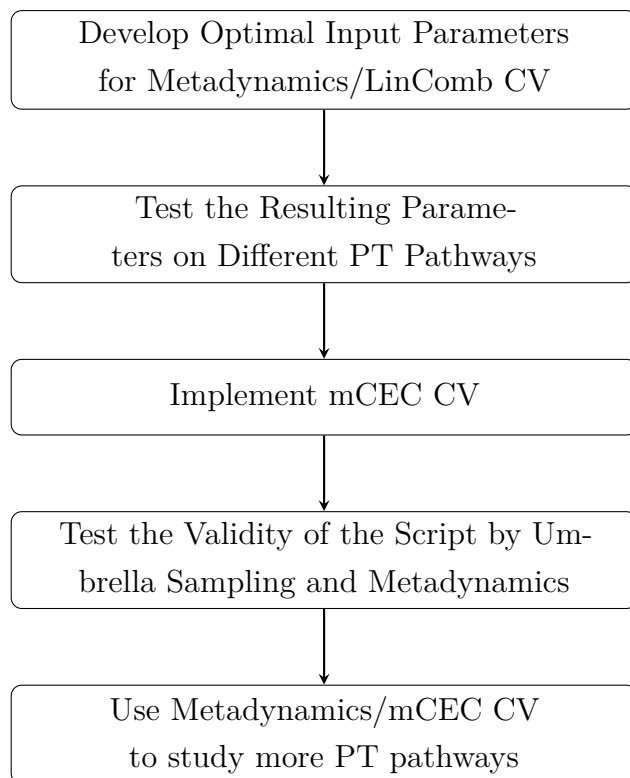 Develop Optimal Input Parameters
for Metadynamics/LinComb CV
Test the Resulting Parame-
ters on Different PT Pathways
Implement mCEC CV
Test the Validity of the Script by Um-
brella Sampling and Metadynamics
Use Metadynamics/mCEC CV
to study more PT pathways